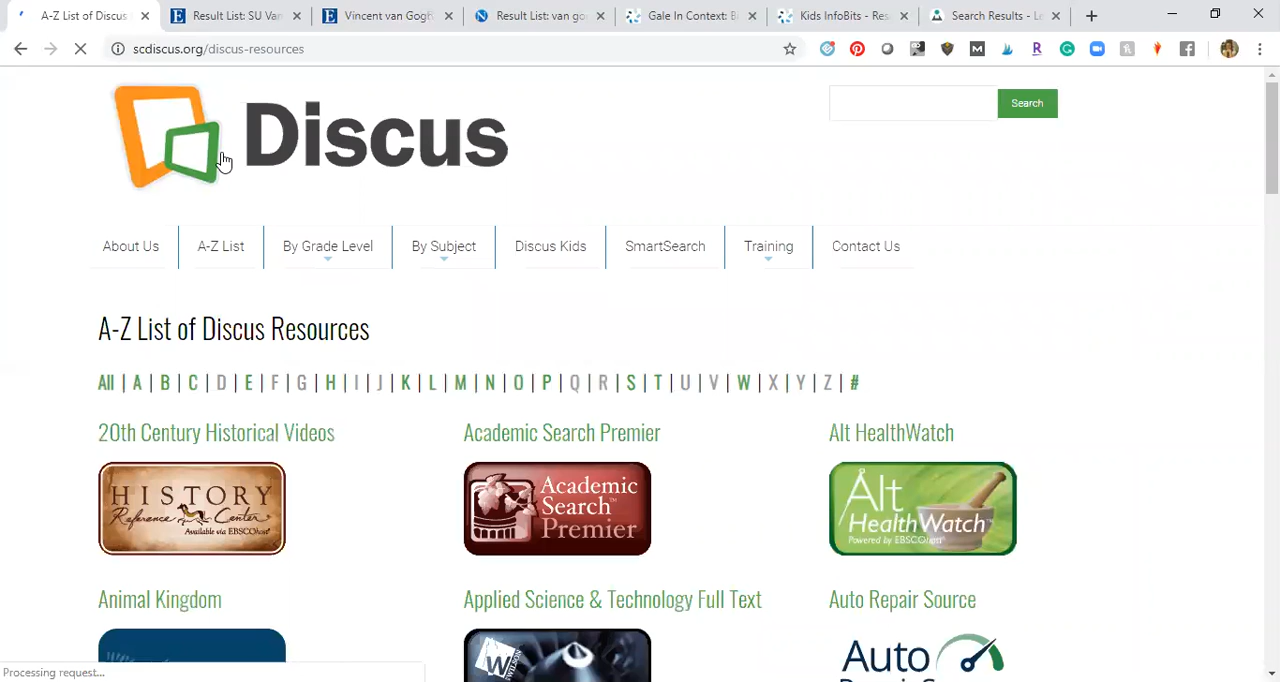 A-Z List of Discus
Result List: SU Van
Vincent van Gogh
Result List: van go
Gale In Context: Bi
Kids InfoBits - Res
Search Results - Le
scdiscus.org/discus-resources
Discus
Search
About Us
A-Z List
By Grade Level
By Subject
Discus Kids
SmartSearch
Training
Contact Us
A-Z List of Discus Resources
All | A | B | C | D | E | F | G | H | I | J | K | L | M | N | O | P | Q | R | S | T | U | V | W | X | Y | Z | #
20th Century Historical Videos
Academic Search Premier
Alt HealthWatch
HISTORY
Reference Center
Available via EBSCOhost
Academic
Search
Premier
Alt
HealthWatch
Powered by EBSCOhost
Animal Kingdom
Applied Science & Technology Full Text
Auto Repair Source
W
WILSON
Auto
Processing request...